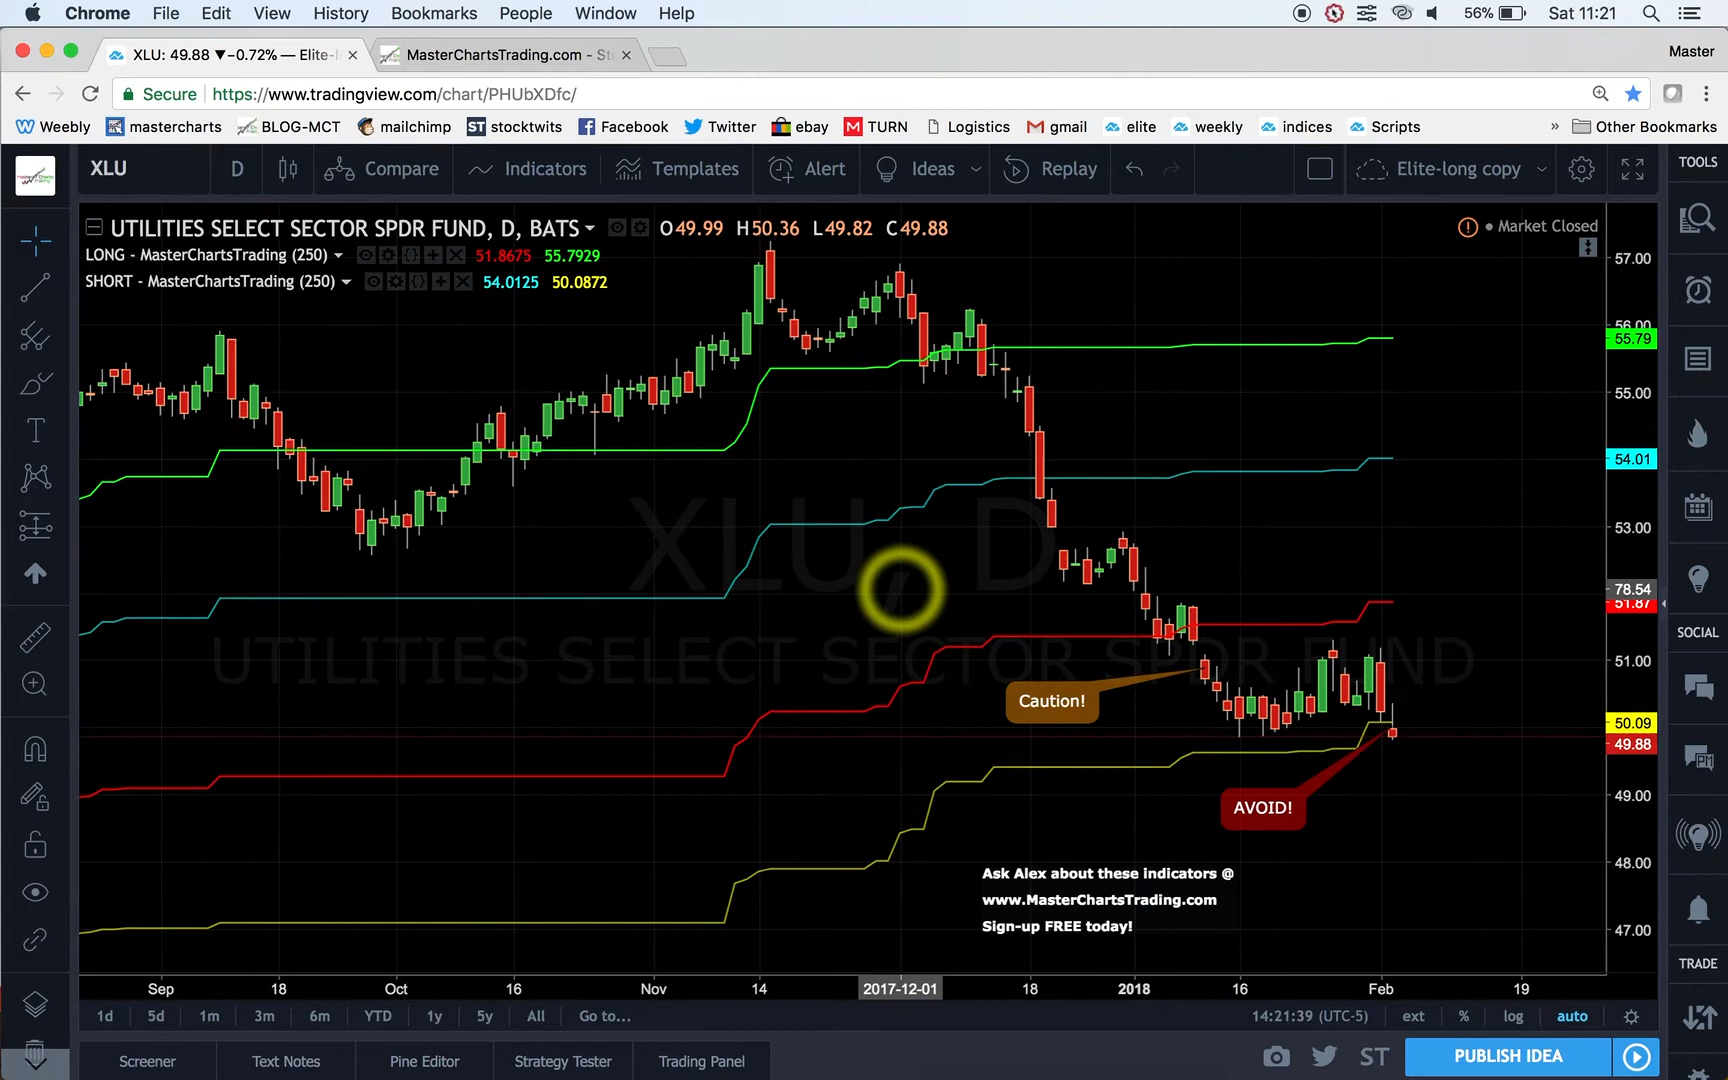 Chrome File Edit View History Bookmarks People Window Help 56% Sat 11:21
XLU: 49.88 ▼−0.72% — Elite-l MasterChartsTrading.com - St Master
Secure https://www.tradingview.com/chart/PHUbXDfc/
Weekly mastercharts BLOG-MCT mailchimp ST stocktwits Facebook Twitter ebay M TURN Logistics gmail elite weekly indices Scripts » Other Bookmarks
XLU D Compare Indicators Templates Alert Ideas Replay Elite-long copy TOOLS
UTILITIES SELECT SECTOR SPDR FUND, D, BATS O49.99 H50.36 L49.82 C49.88 Market Closed
LONG - MasterChartsTrading (250) 51.8675 55.7929
SHORT - MasterChartsTrading (250) 54.0125 50.0872
57.00
56.00
55.79
55.00
54.01
53.00
XLU, D
78.54
51.87
SOCIAL
UTILITIES SELECT SECTOR SPDR FUND
51.00
Caution!
50.09
49.88
49.00
AVOID!
48.00
Ask Alex about these indicators @
www.MasterChartsTrading.com
Sign-up FREE today!
47.00
TRADE
Sep 18 Oct 16 Nov 14 2017-12-01 18 2018 16 Feb 19
1d 5d 1m 3m 6m YTD 1y 5y All Go to... 14:21:39 (UTC-5) ext % log auto
Screener Text Notes Pine Editor Strategy Tester Trading Panel ST PUBLISH IDEA